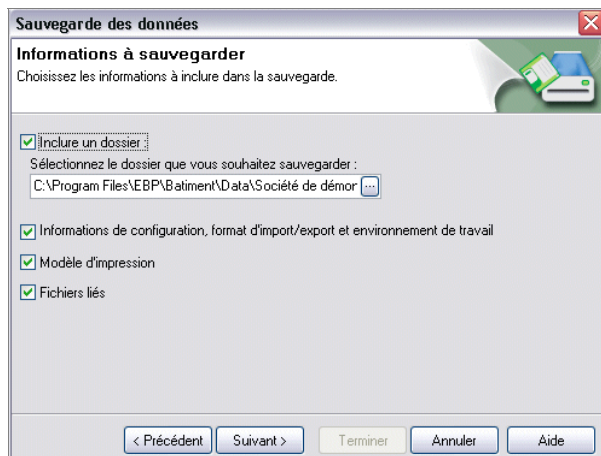 Sauvegarde des données
Informations à sauvegarder
Choisissez les informations à inclure dans la sauvegarde.
Inclure un dossier :
Sélectionnez le dossier que vous souhaitez sauvegarder :
C:\Program Files\EBP\Batiment\Data\Société de démor ...
Informations de configuration, format d'import/export et environnement de travail
Modèle d'impression
Fichiers liés
< Précédent Suivant > Terminer Annuler Aide